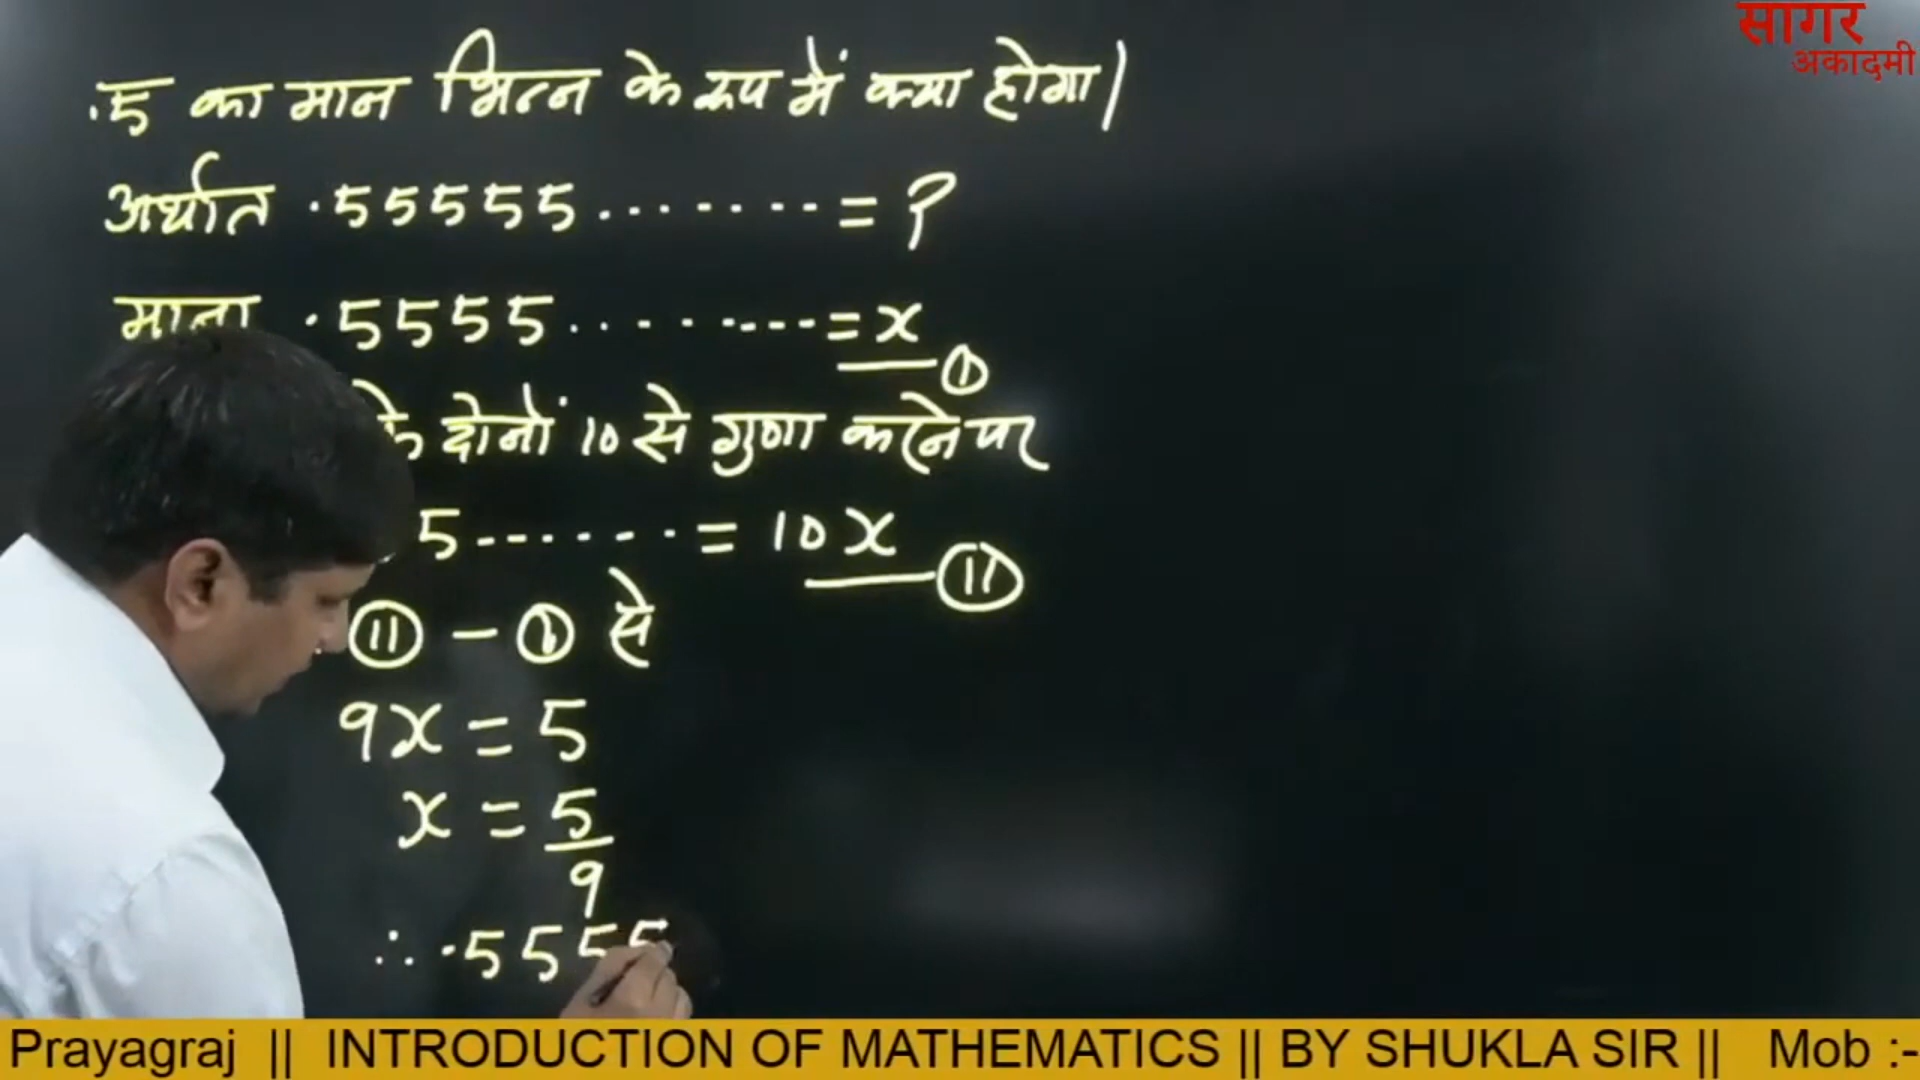 सागर
अकादमी
.5̅ का मान भिन्न के रूप में क्या होगा।
अर्थात .55555........ = ?
माना .5555......... = x ①
के दोनों 10 से गुणा करने पर
5....... = 10x ⑪
⑪ - ① से
9x = 5
x = 5/9
∴ .5555
Prayagraj || INTRODUCTION OF MATHEMATICS || BY SHUKLA SIR || Mob :-